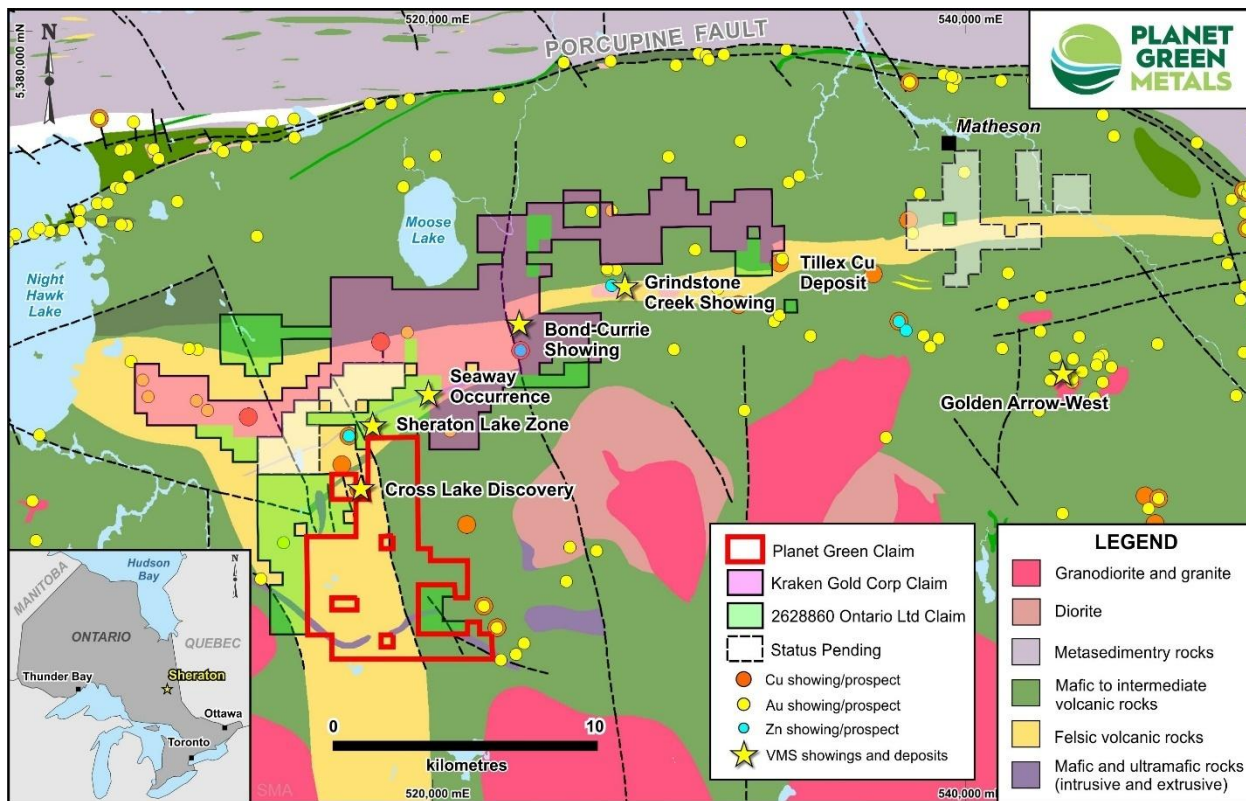 520,000 mE
540,000 mE
5,380,000 mN
N
PORCUPINE FAULT
PLANET
GREEN
METALS
Matheson
Moose
Lake
Night
Hawk
Lake
Tillex Cu
Deposit
Grindstone
Creek Showing
Bond-Currie
Showing
Seaway
Occurrence
Golden Arrow-West
Sheraton Lake Zone
Cross Lake Discovery
Planet Green Claim
Kraken Gold Corp Claim
2628860 Ontario Ltd Claim
Status Pending
Cu showing/prospect
Au showing/prospect
Zn showing/prospect
VMS showings and deposits
LEGEND
Granodiorite and granite
Diorite
Metasedimentry rocks
Mafic to intermediate
volcanic rocks
Felsic volcanic rocks
Mafic and ultramafic rocks
(intrusive and extrusive)
MANITOBA
Hudson
Bay
N
ONTARIO
QUEBEC
Sheraton
Thunder Bay
Ottawa
Toronto
0
10
kilometres
SMA
520,000 mE
540,000 mE